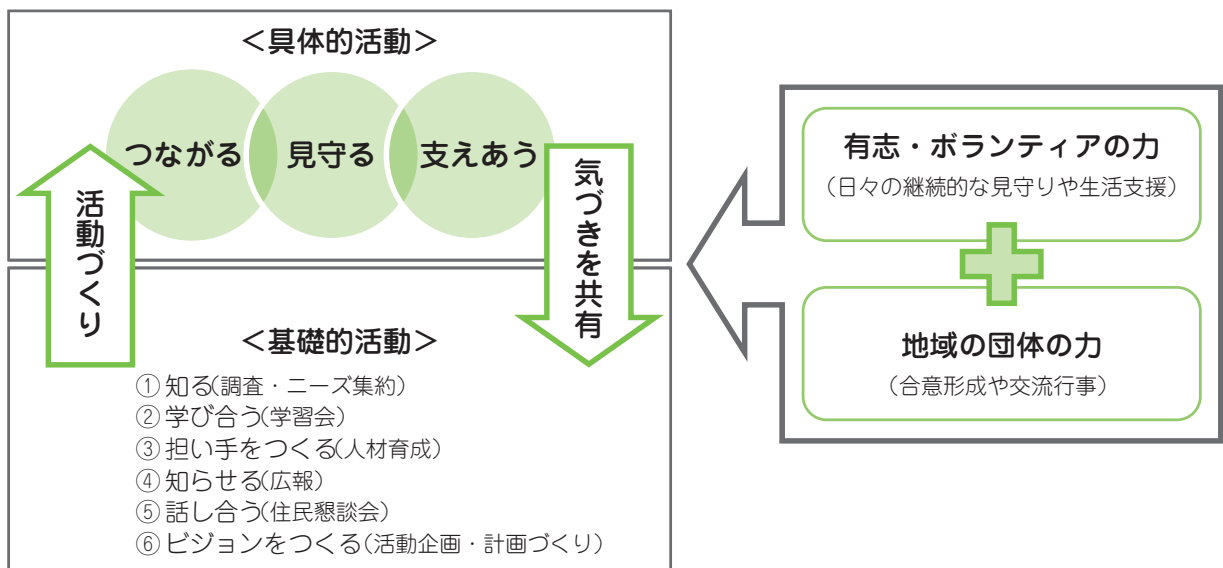 ＜具体的活動＞
つながる
見守る
支えあう
活動づくり
気づきを共有
＜基礎的活動＞
① 知る(調査・ニーズ集約)
② 学び合う(学習会)
③ 担い手をつくる(人材育成)
④ 知らせる(広報)
⑤ 話し合う(住民懇談会)
⑥ ビジョンをつくる(活動企画・計画づくり)
有志・ボランティアの力
（日々の継続的な見守りや生活支援）
地域の団体の力
（合意形成や交流行事）